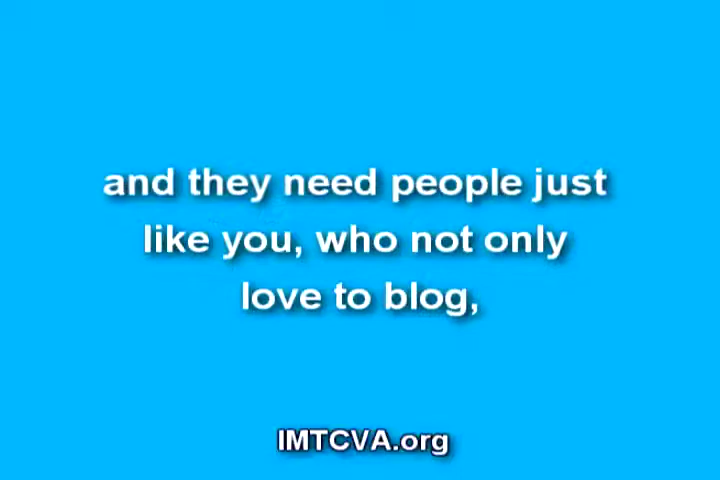 and they need people just
like you, who not only
love to blog,
IMTCVA.org